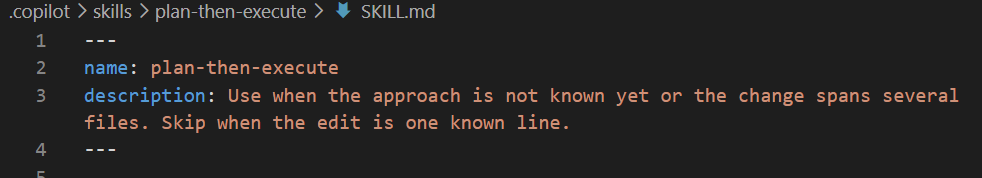 .copilot > skills > plan-then-execute > SKILL.md
1 ---
2 name: plan-then-execute
3 description: Use when the approach is not known yet or the change spans several
files. Skip when the edit is one known line.
4 ---
5